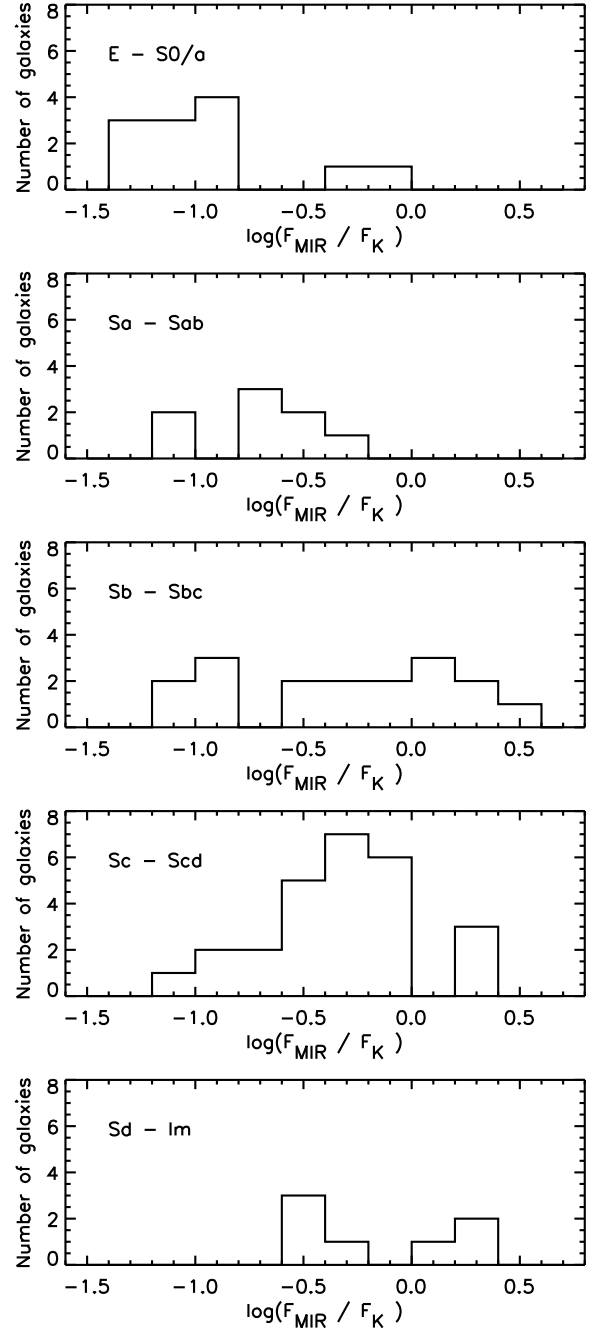 Number of galaxies
8
6
4
2
0
E – S0/a
−1.5 −1.0 −0.5 0.0 0.5
log(F_MIR / F_K )
Number of galaxies
8
6
4
2
0
Sa – Sab
−1.5 −1.0 −0.5 0.0 0.5
log(F_MIR / F_K )
Number of galaxies
8
6
4
2
0
Sb – Sbc
−1.5 −1.0 −0.5 0.0 0.5
log(F_MIR / F_K )
Number of galaxies
8
6
4
2
0
Sc – Scd
−1.5 −1.0 −0.5 0.0 0.5
log(F_MIR / F_K )
Number of galaxies
8
6
4
2
0
Sd – Im
−1.5 −1.0 −0.5 0.0 0.5
log(F_MIR / F_K )